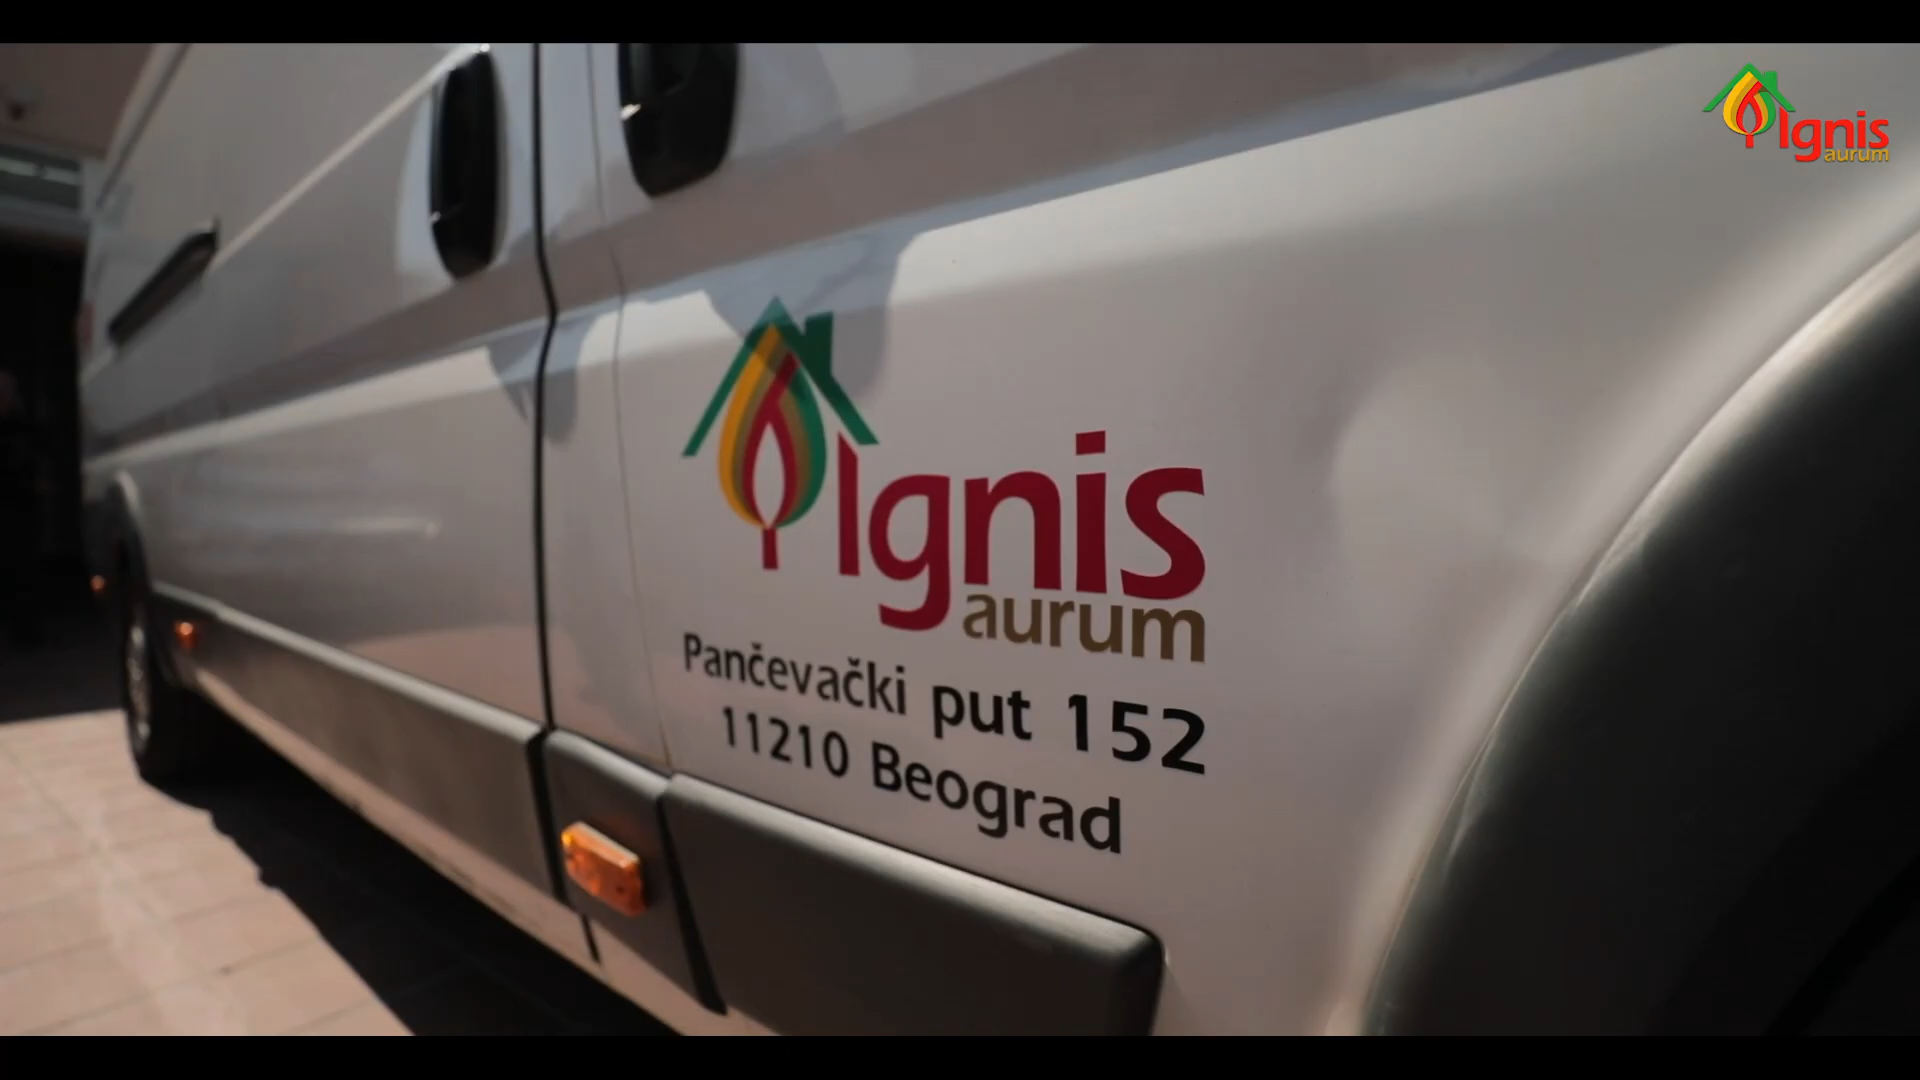 Ignis
aurum
Ignis
aurum
Pančevački put 152
11210 Beograd